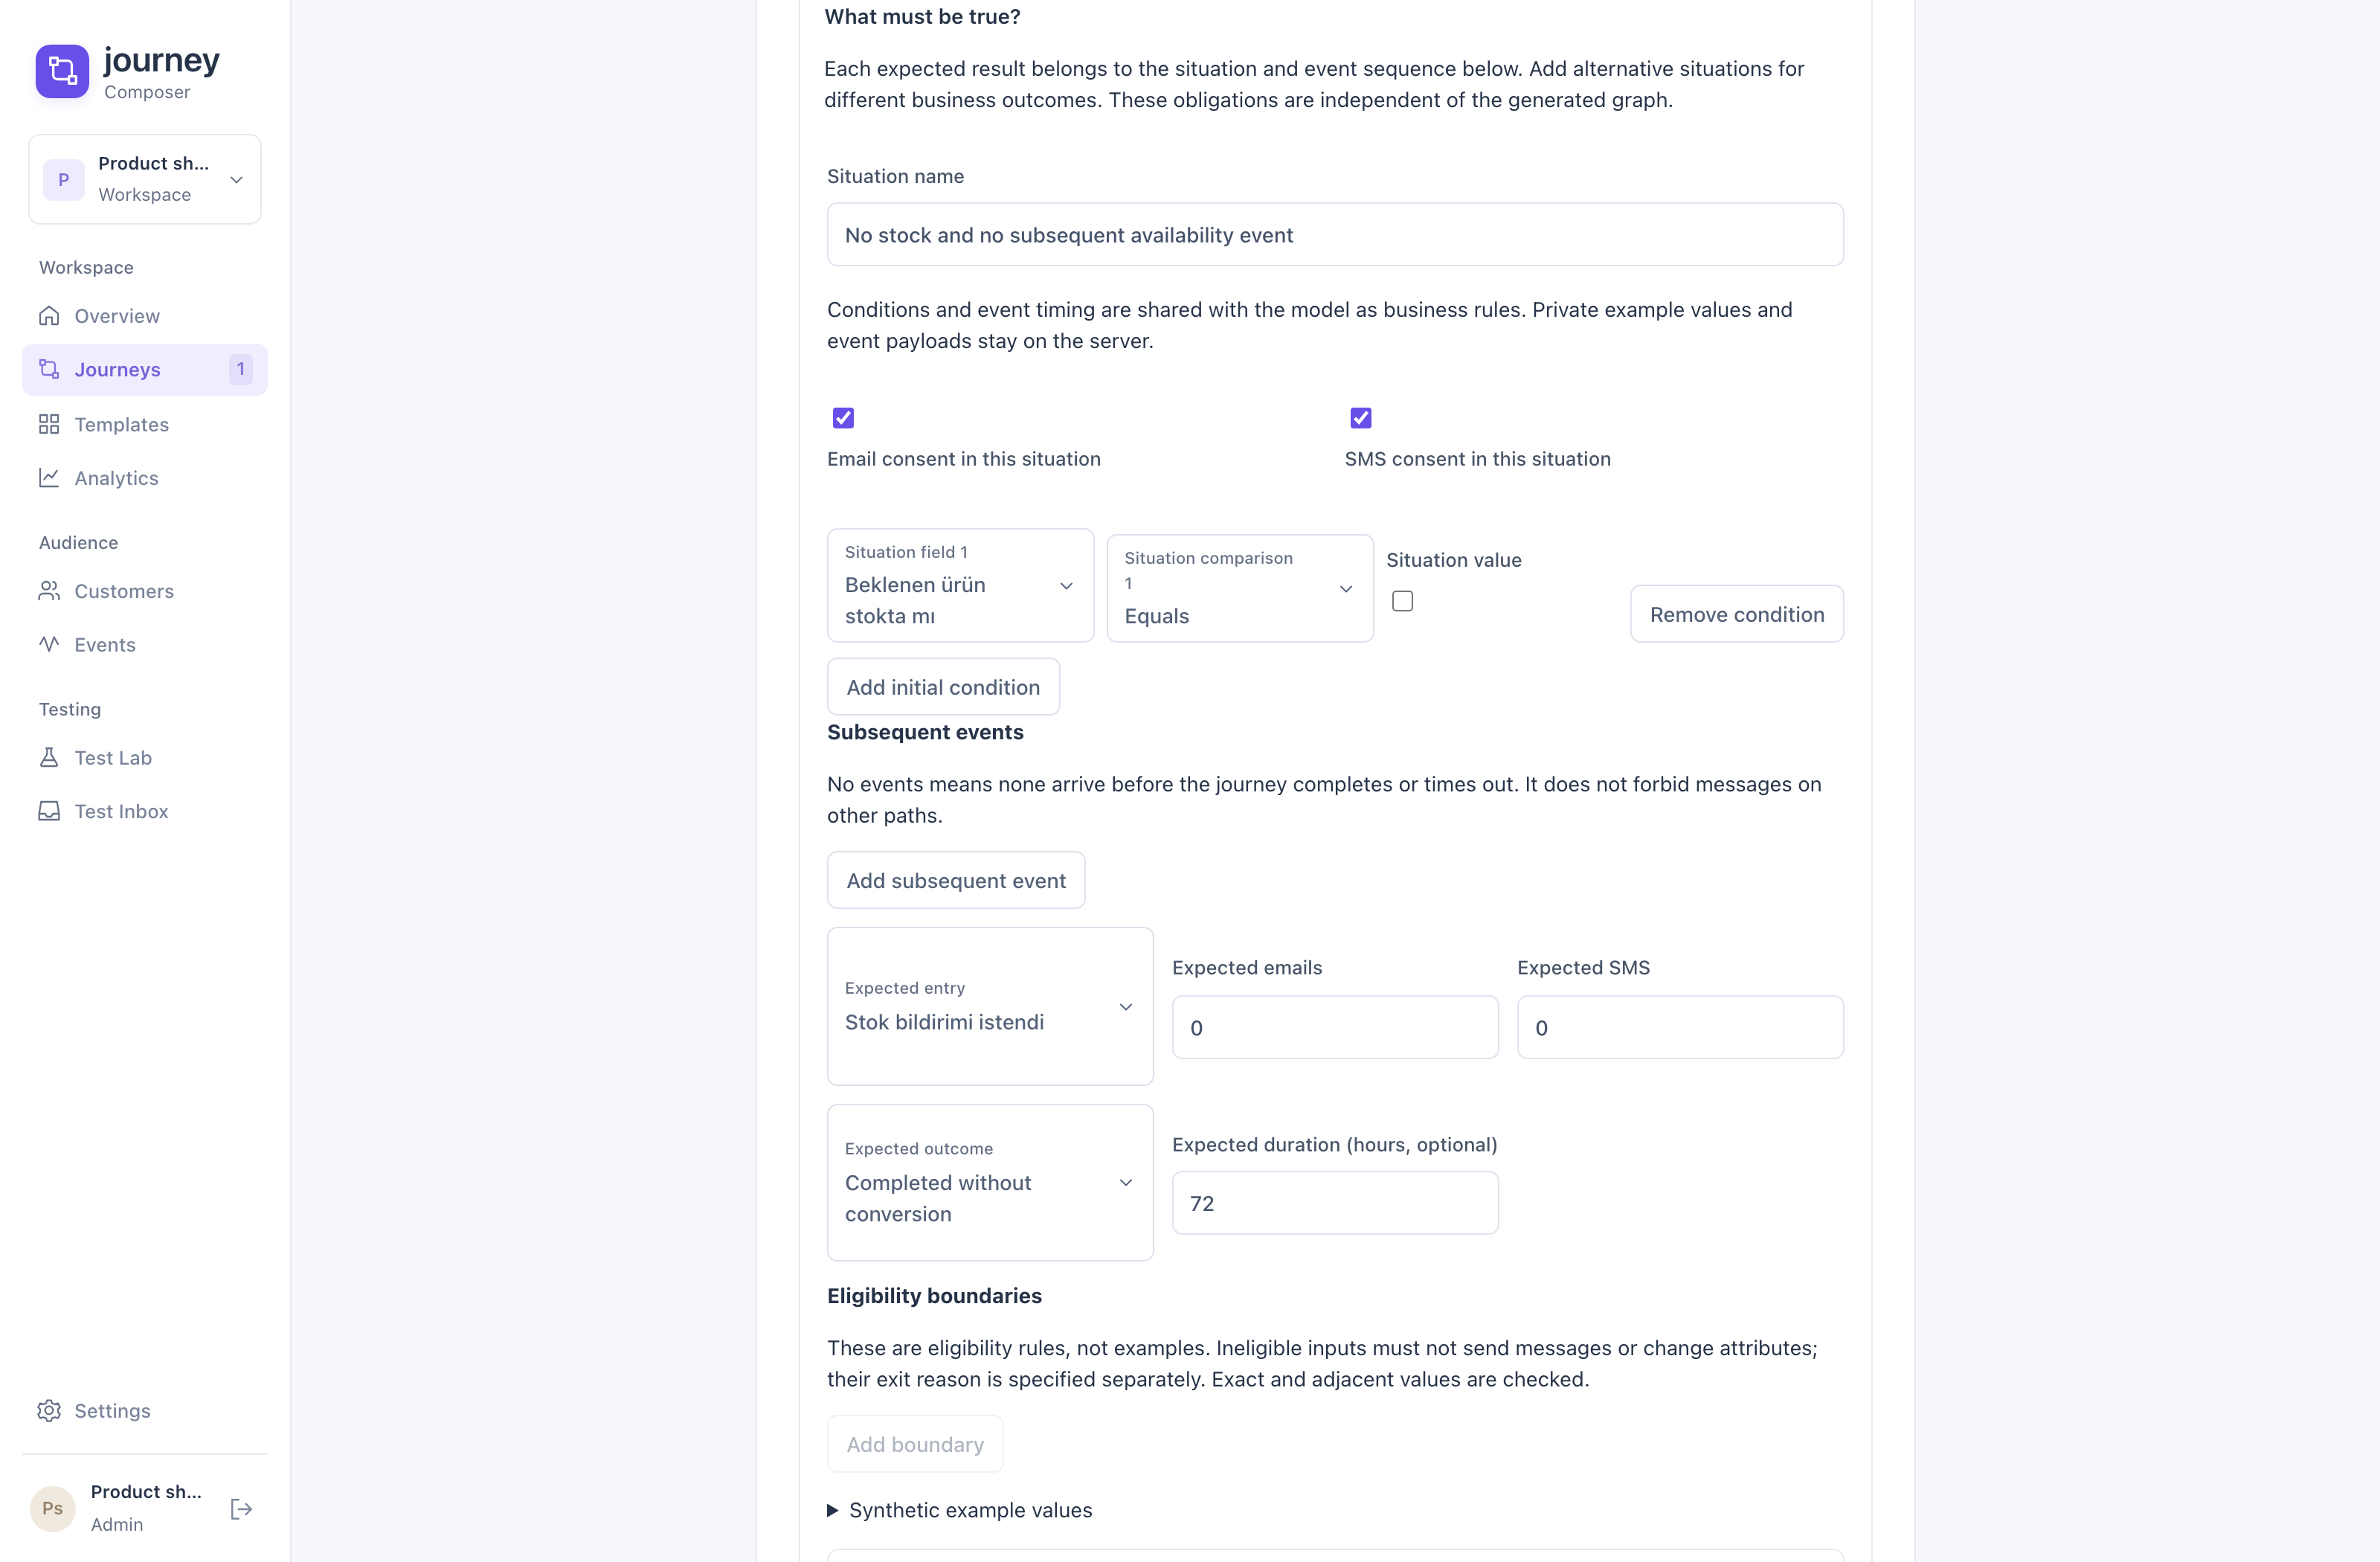 journey
Composer
P
Product sh...
Workspace
Workspace
Overview
Journeys
1
Templates
Analytics
Audience
Customers
Events
Testing
Test Lab
Test Inbox
Settings
Ps
Product sh...
Admin
What must be true?
Each expected result belongs to the situation and event sequence below. Add alternative situations for
different business outcomes. These obligations are independent of the generated graph.
Situation name
No stock and no subsequent availability event
Conditions and event timing are shared with the model as business rules. Private example values and
event payloads stay on the server.
Email consent in this situation
SMS consent in this situation
Situation field 1
Beklenen ürün
stokta mı
Situation comparison
1
Equals
Situation value
Remove condition
Add initial condition
Subsequent events
No events means none arrive before the journey completes or times out. It does not forbid messages on
other paths.
Add subsequent event
Expected entry
Stok bildirimi istendi
Expected emails
0
Expected SMS
0
Expected outcome
Completed without
conversion
Expected duration (hours, optional)
72
Eligibility boundaries
These are eligibility rules, not examples. Ineligible inputs must not send messages or change attributes;
their exit reason is specified separately. Exact and adjacent values are checked.
Add boundary
Synthetic example values